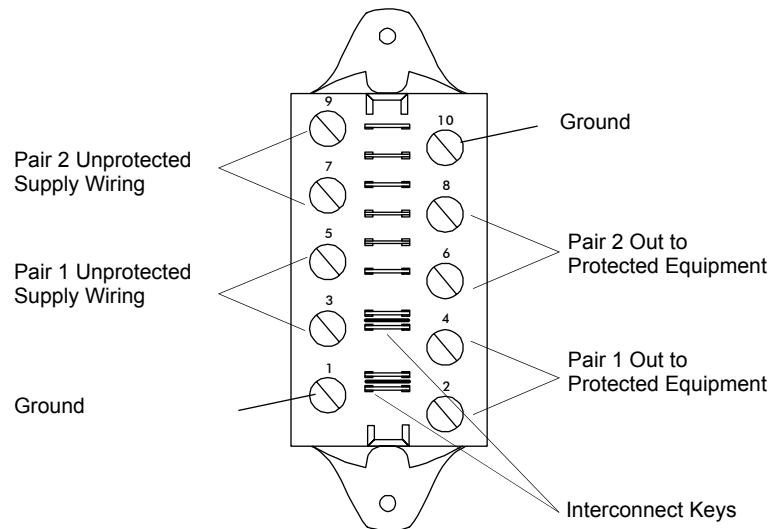 9
10
Ground
Pair 2 Unprotected
Supply Wiring
7
8
5
Pair 2 Out to
Protected Equipment
Pair 1 Unprotected
Supply Wiring
6
3
4
Pair 1 Out to
Protected Equipment
1
2
Ground
Interconnect Keys